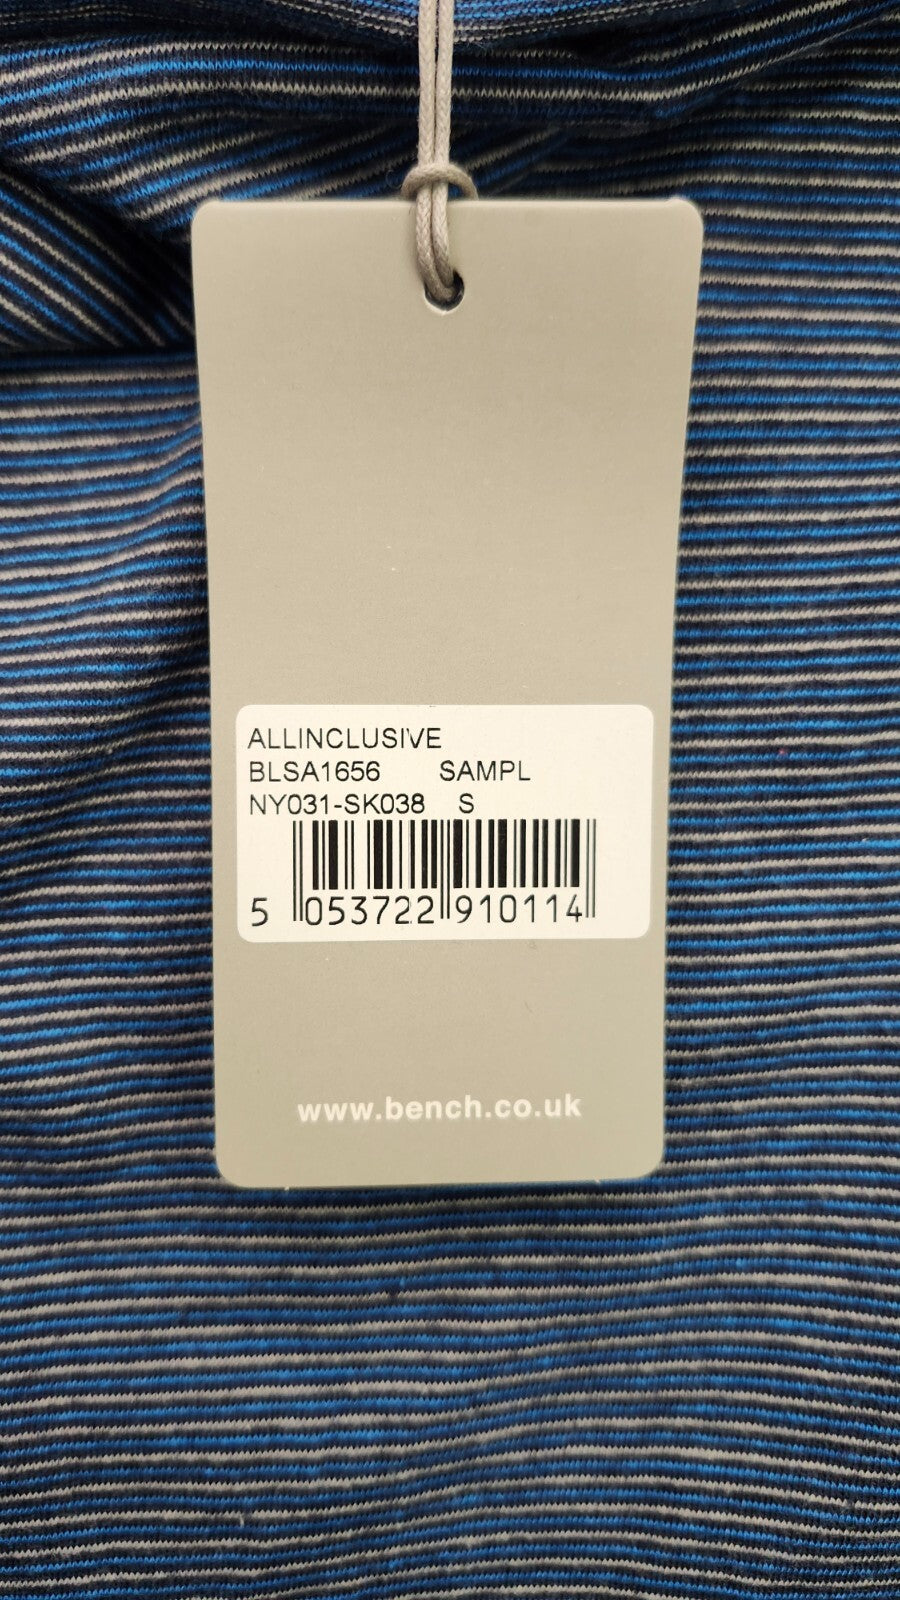 ALLINCLUSIVE
BLSA1656 SAMPL
NY031-SK038 S
5 053722 910114
www.bench.co.uk